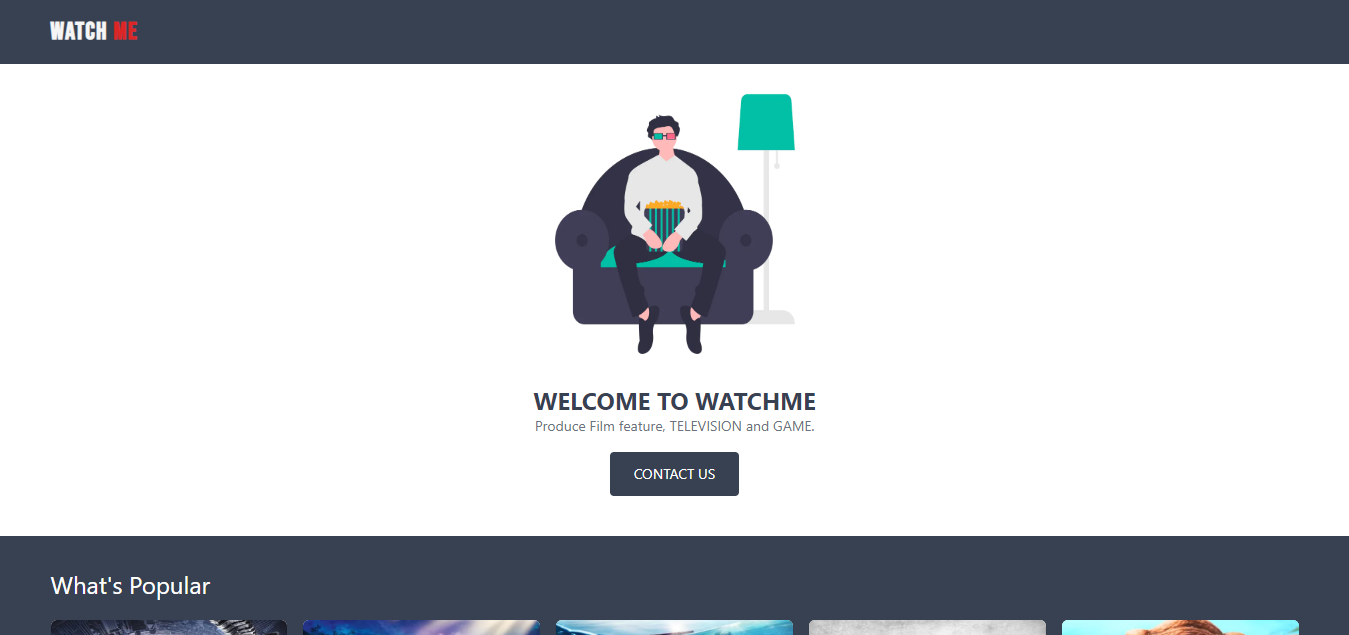 WATCH ME
WELCOME TO WATCHME
Produce Film feature, TELEVISION and GAME.
CONTACT US
What's Popular